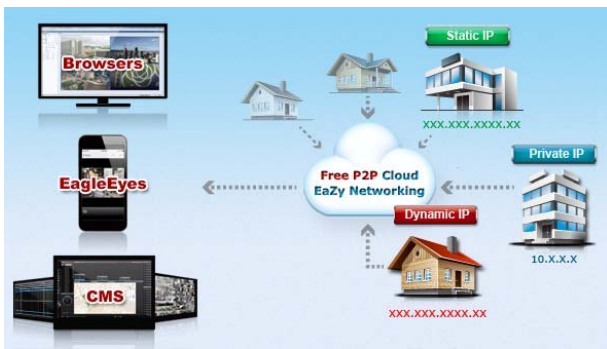 Browsers
EagleEyes
CMS
Free P2P Cloud
EaZy Networking
Static IP
xxx.xxx.xxxx.xx
Private IP
10.x.x.x
Dynamic IP
xxx.xxx.xxxx.xx